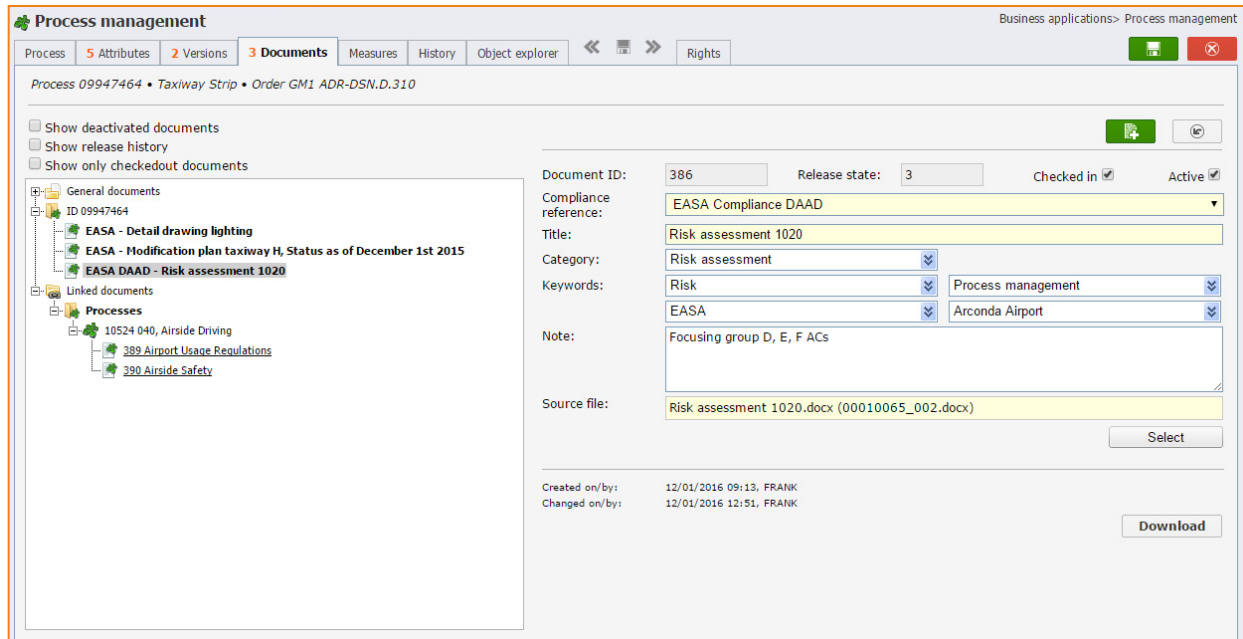 Process management
Business applications> Process management
Process 5 Attributes 2 Versions 3 Documents Measures History Object explorer Rights
Process 09947464 • Taxiway Strip • Order GM1 ADR-DSN.D.310
Show deactivated documents
Show release history
Show only checkedout documents
General documents
ID 09947464
EASA - Detail drawing lighting
EASA - Modification plan taxiway H, Status as of December 1st 2015
EASA DAAD - Risk assessment 1020
Linked documents
Processes
10524 040, Airside Driving
389 Airport Usage Regulations
390 Airside Safety
Document ID: 386 Release state: 3 Checked in Active
Compliance
reference: EASA Compliance DAAD
Title: Risk assessment 1020
Category: Risk assessment
Keywords: Risk Process management
EASA Arconda Airport
Note: Focusing group D, E, F ACs
Source file: Risk assessment 1020.docx (00010065_002.docx)
Select
Created on/by: 12/01/2016 09:13, FRANK
Changed on/by: 12/01/2016 12:51, FRANK
Download